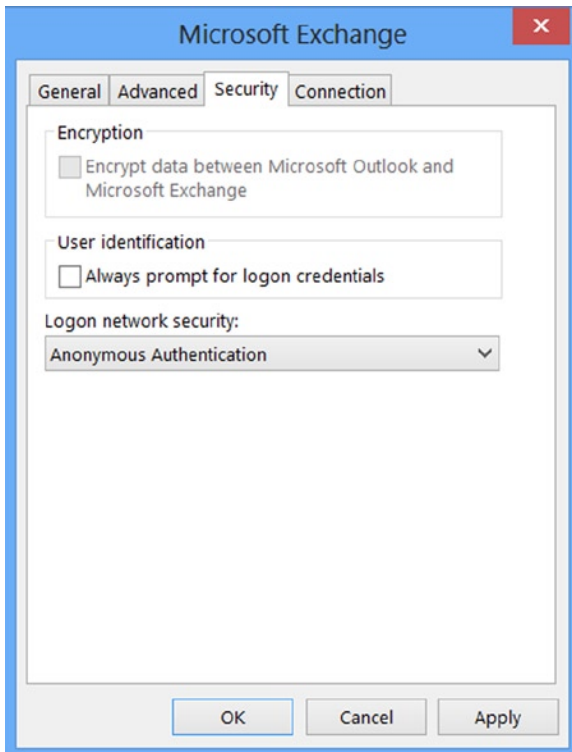 Microsoft Exchange
General Advanced Security Connection
Encryption
Encrypt data between Microsoft Outlook and
Microsoft Exchange
User identification
Always prompt for logon credentials
Logon network security:
Anonymous Authentication
OK Cancel Apply